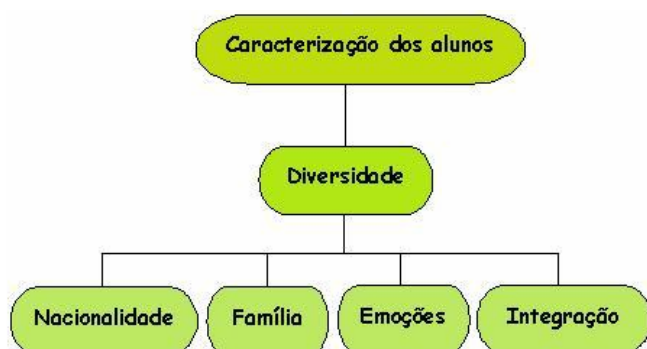 Caracterização dos alunos
Diversidade
Nacionalidade
Família
Emoções
Integração